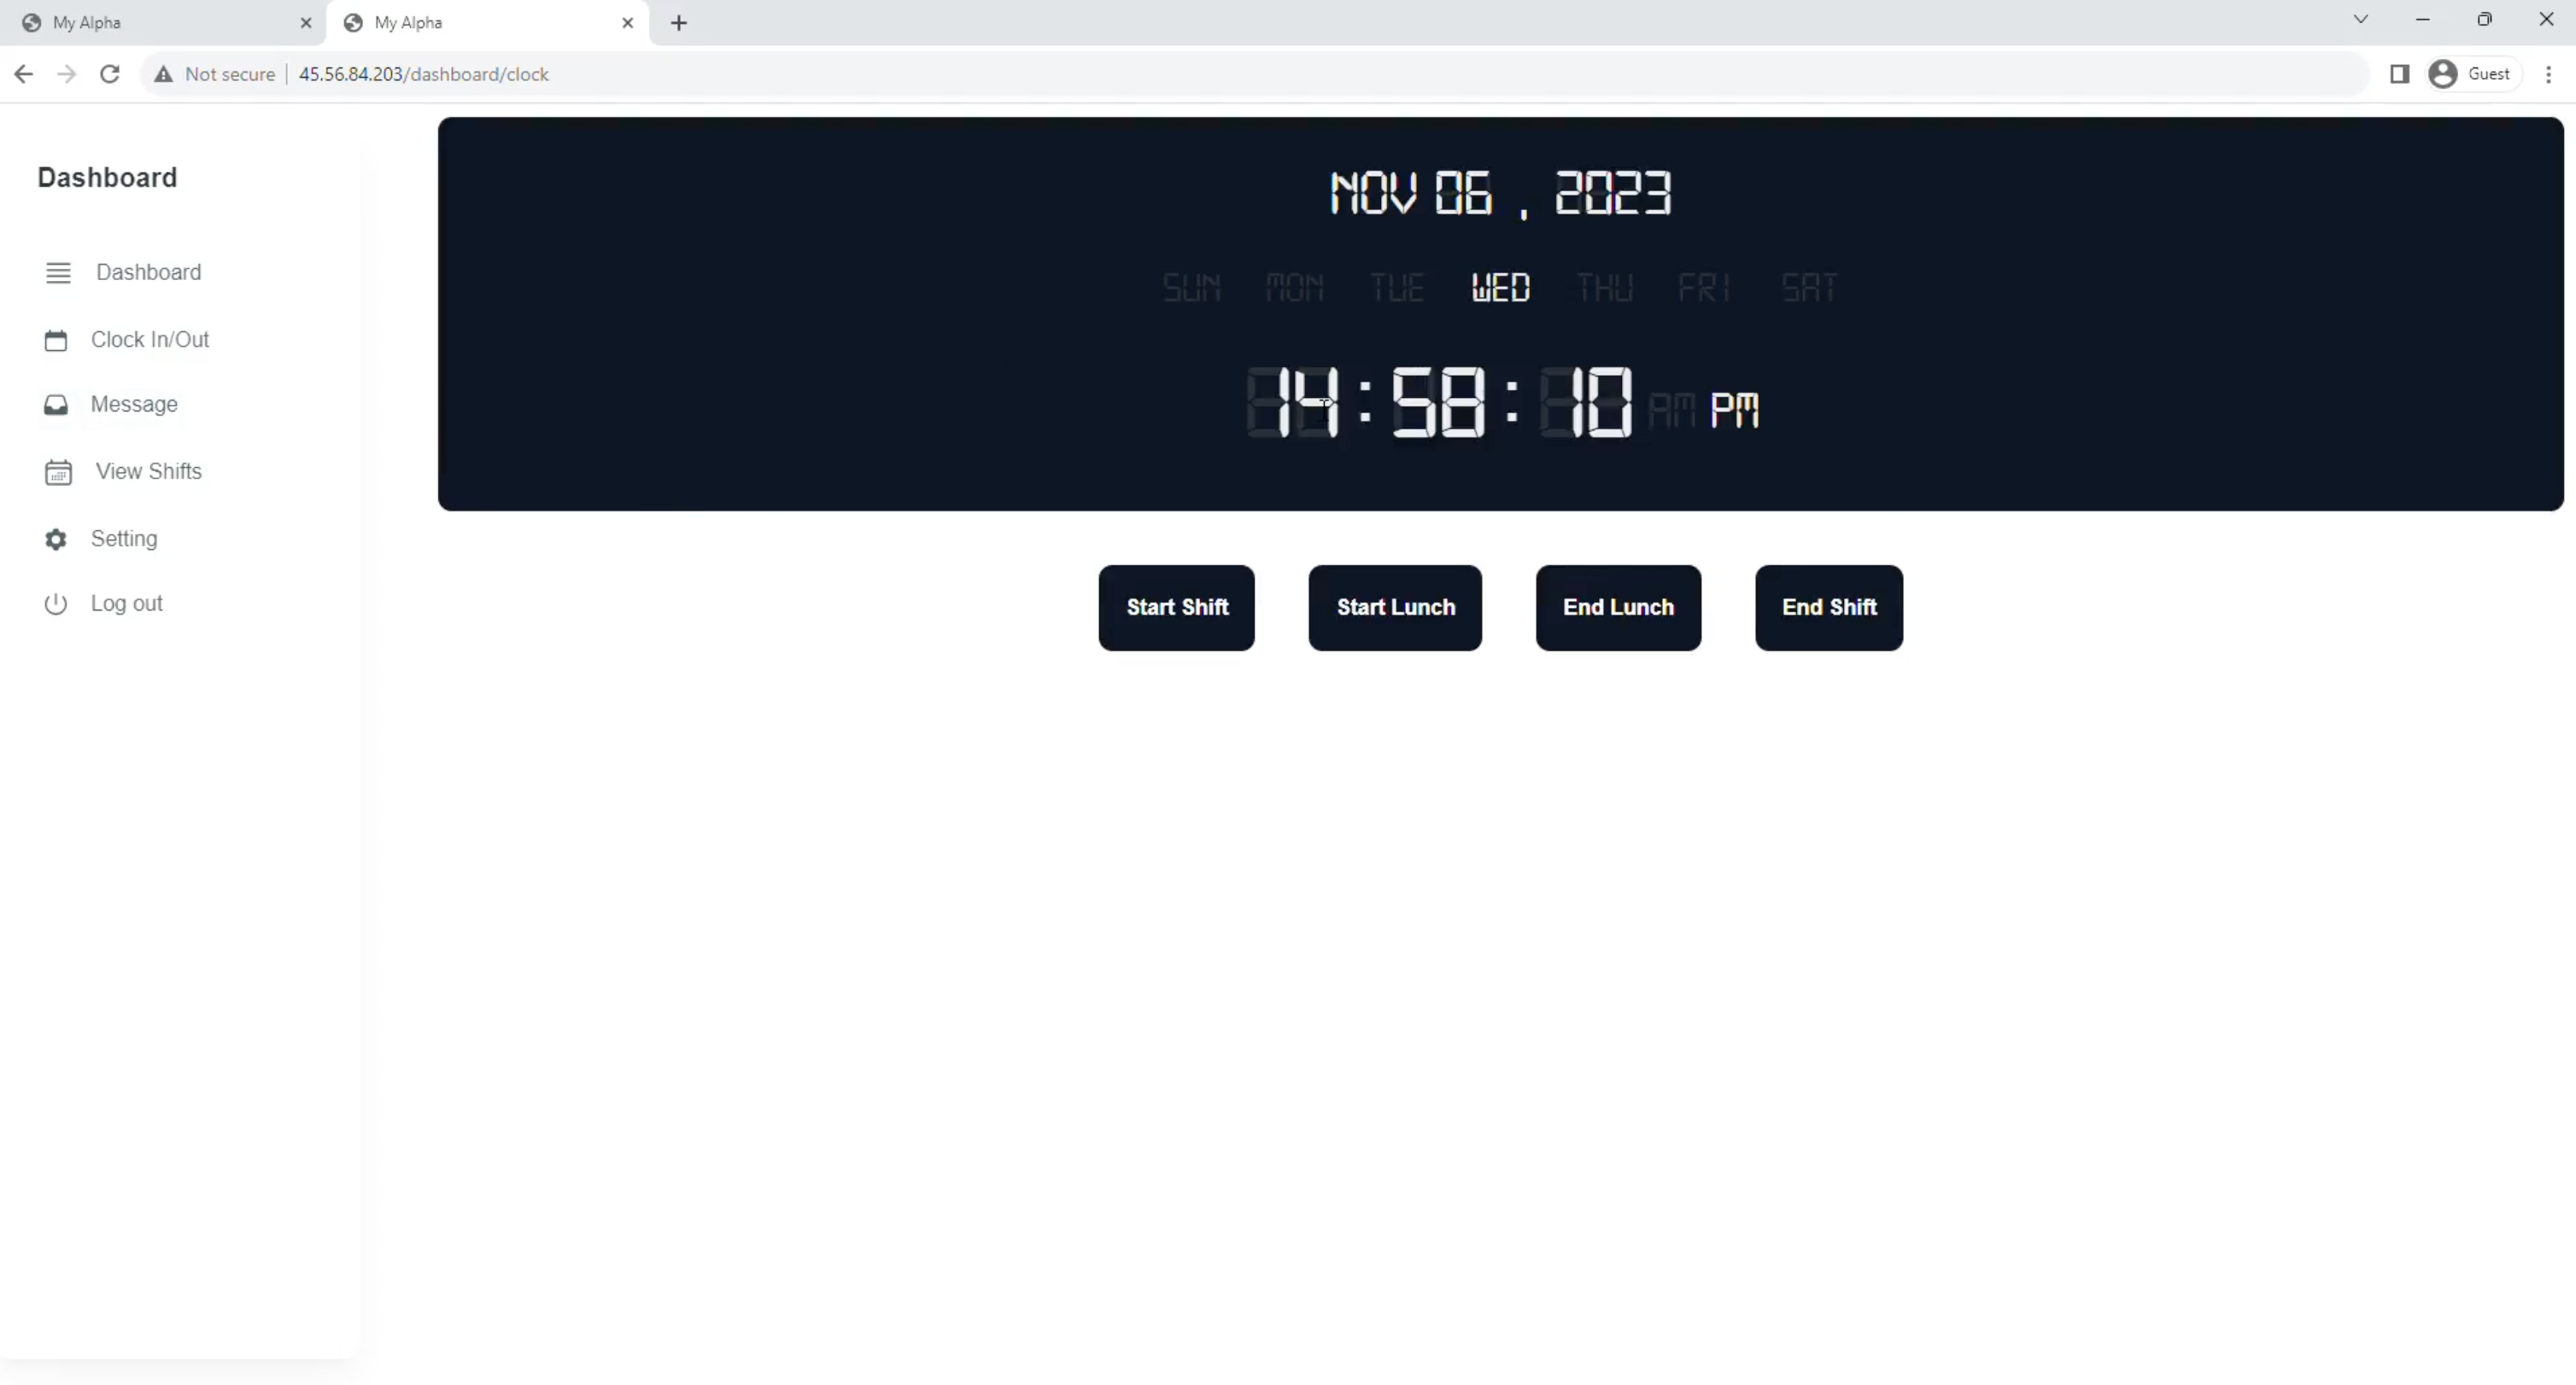 My Alpha
My Alpha
Not secure
45.56.84.203/dashboard/clock
Guest
Dashboard
Dashboard
Clock In/Out
Message
View Shifts
Setting
Log out
NOV 06 , 2023
SUN MON TUE WED THU FRI SAT
14:58:10 AM PM
Start Shift
Start Lunch
End Lunch
End Shift